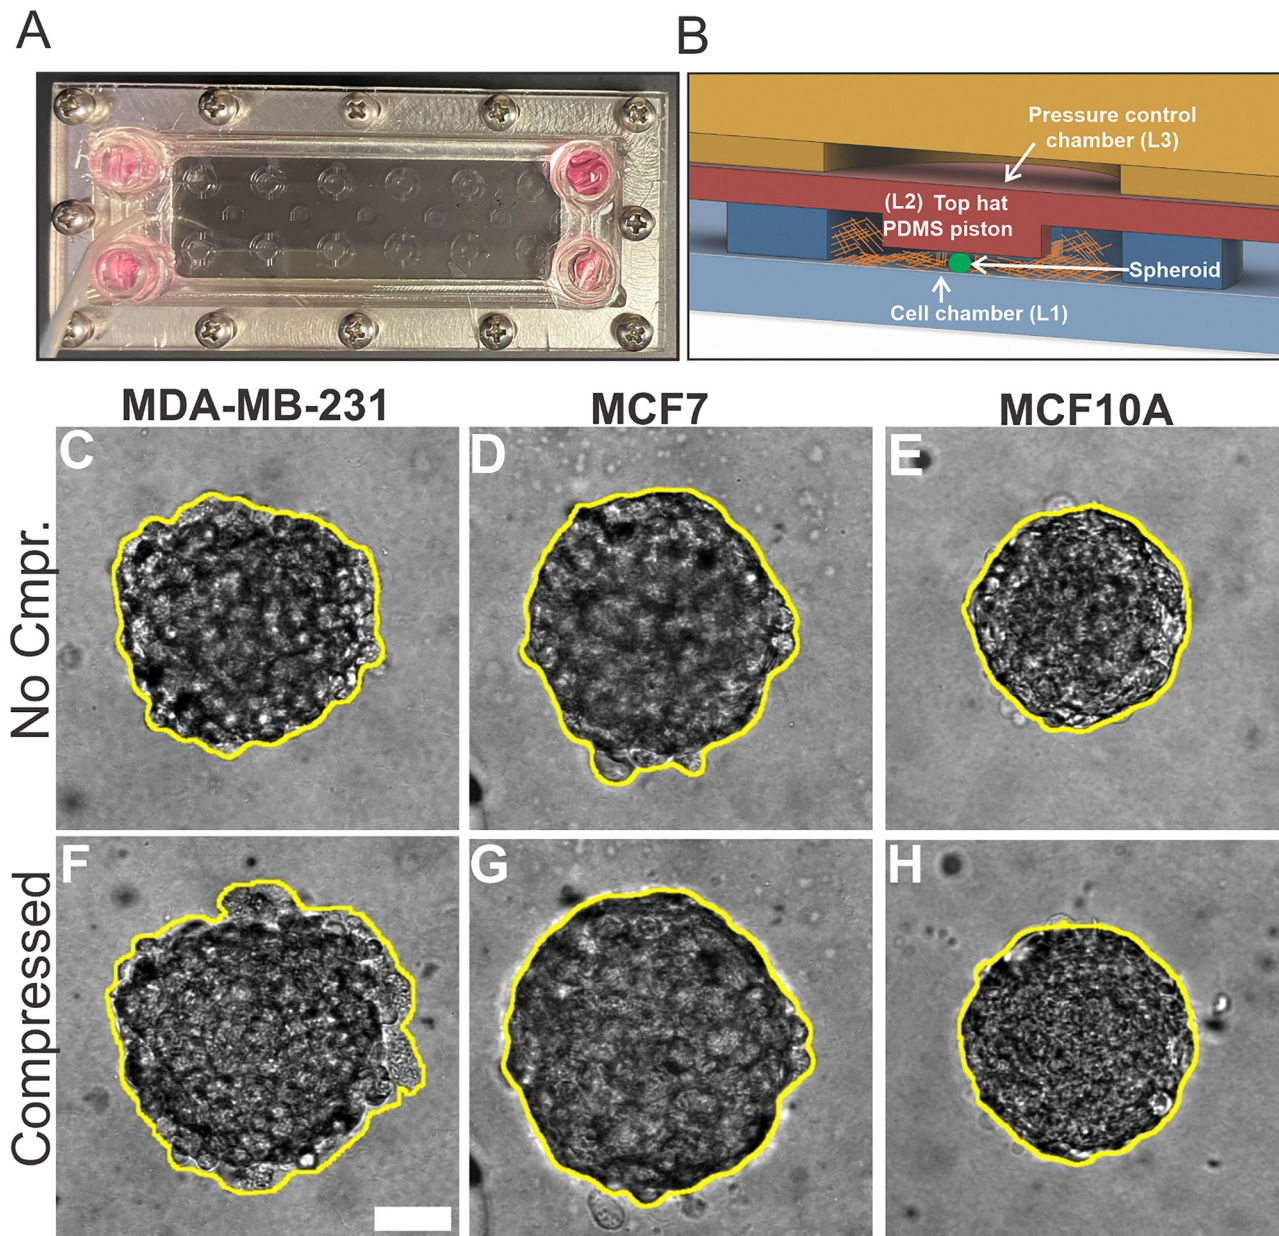 A
B
Pressure control
chamber (L3)
(L2) Top hat
PDMS piston
Spheroid
Cell chamber (L1)
MDA-MB-231
MCF7
MCF10A
No Cmpr.
C
D
E
Compressed
F
G
H